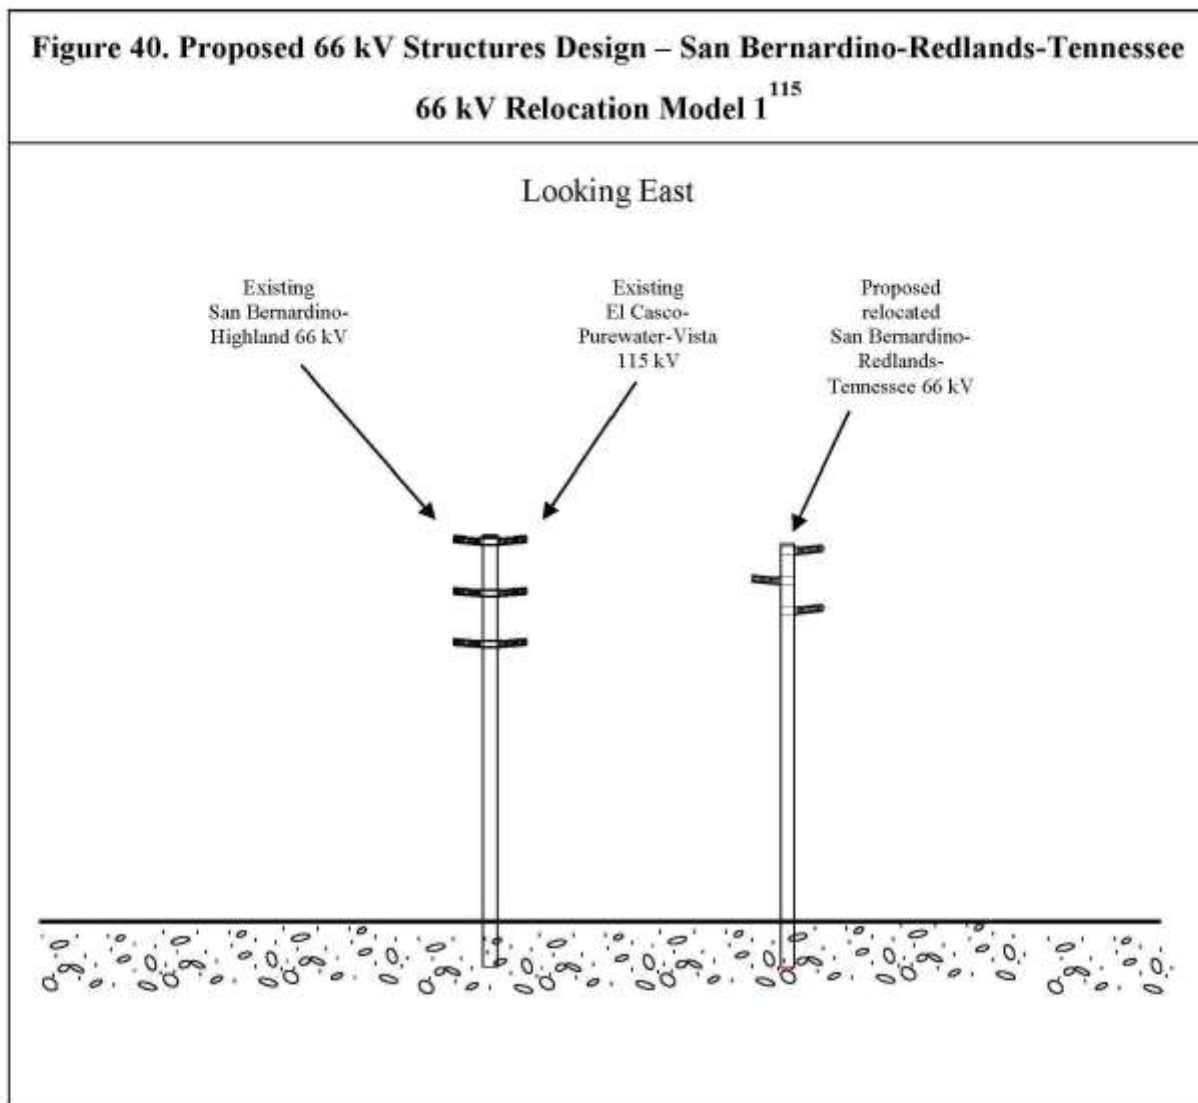 Figure 40. Proposed 66 kV Structures Design – San Bernardino-Redlands-Tennessee
66 kV Relocation Model 1115
Looking East
Existing
San Bernardino-
Highland 66 kV
Existing
El Casco-
Purewater-Vista
115 kV
Proposed
relocated
San Bernardino-
Redlands-
Tennessee 66 kV